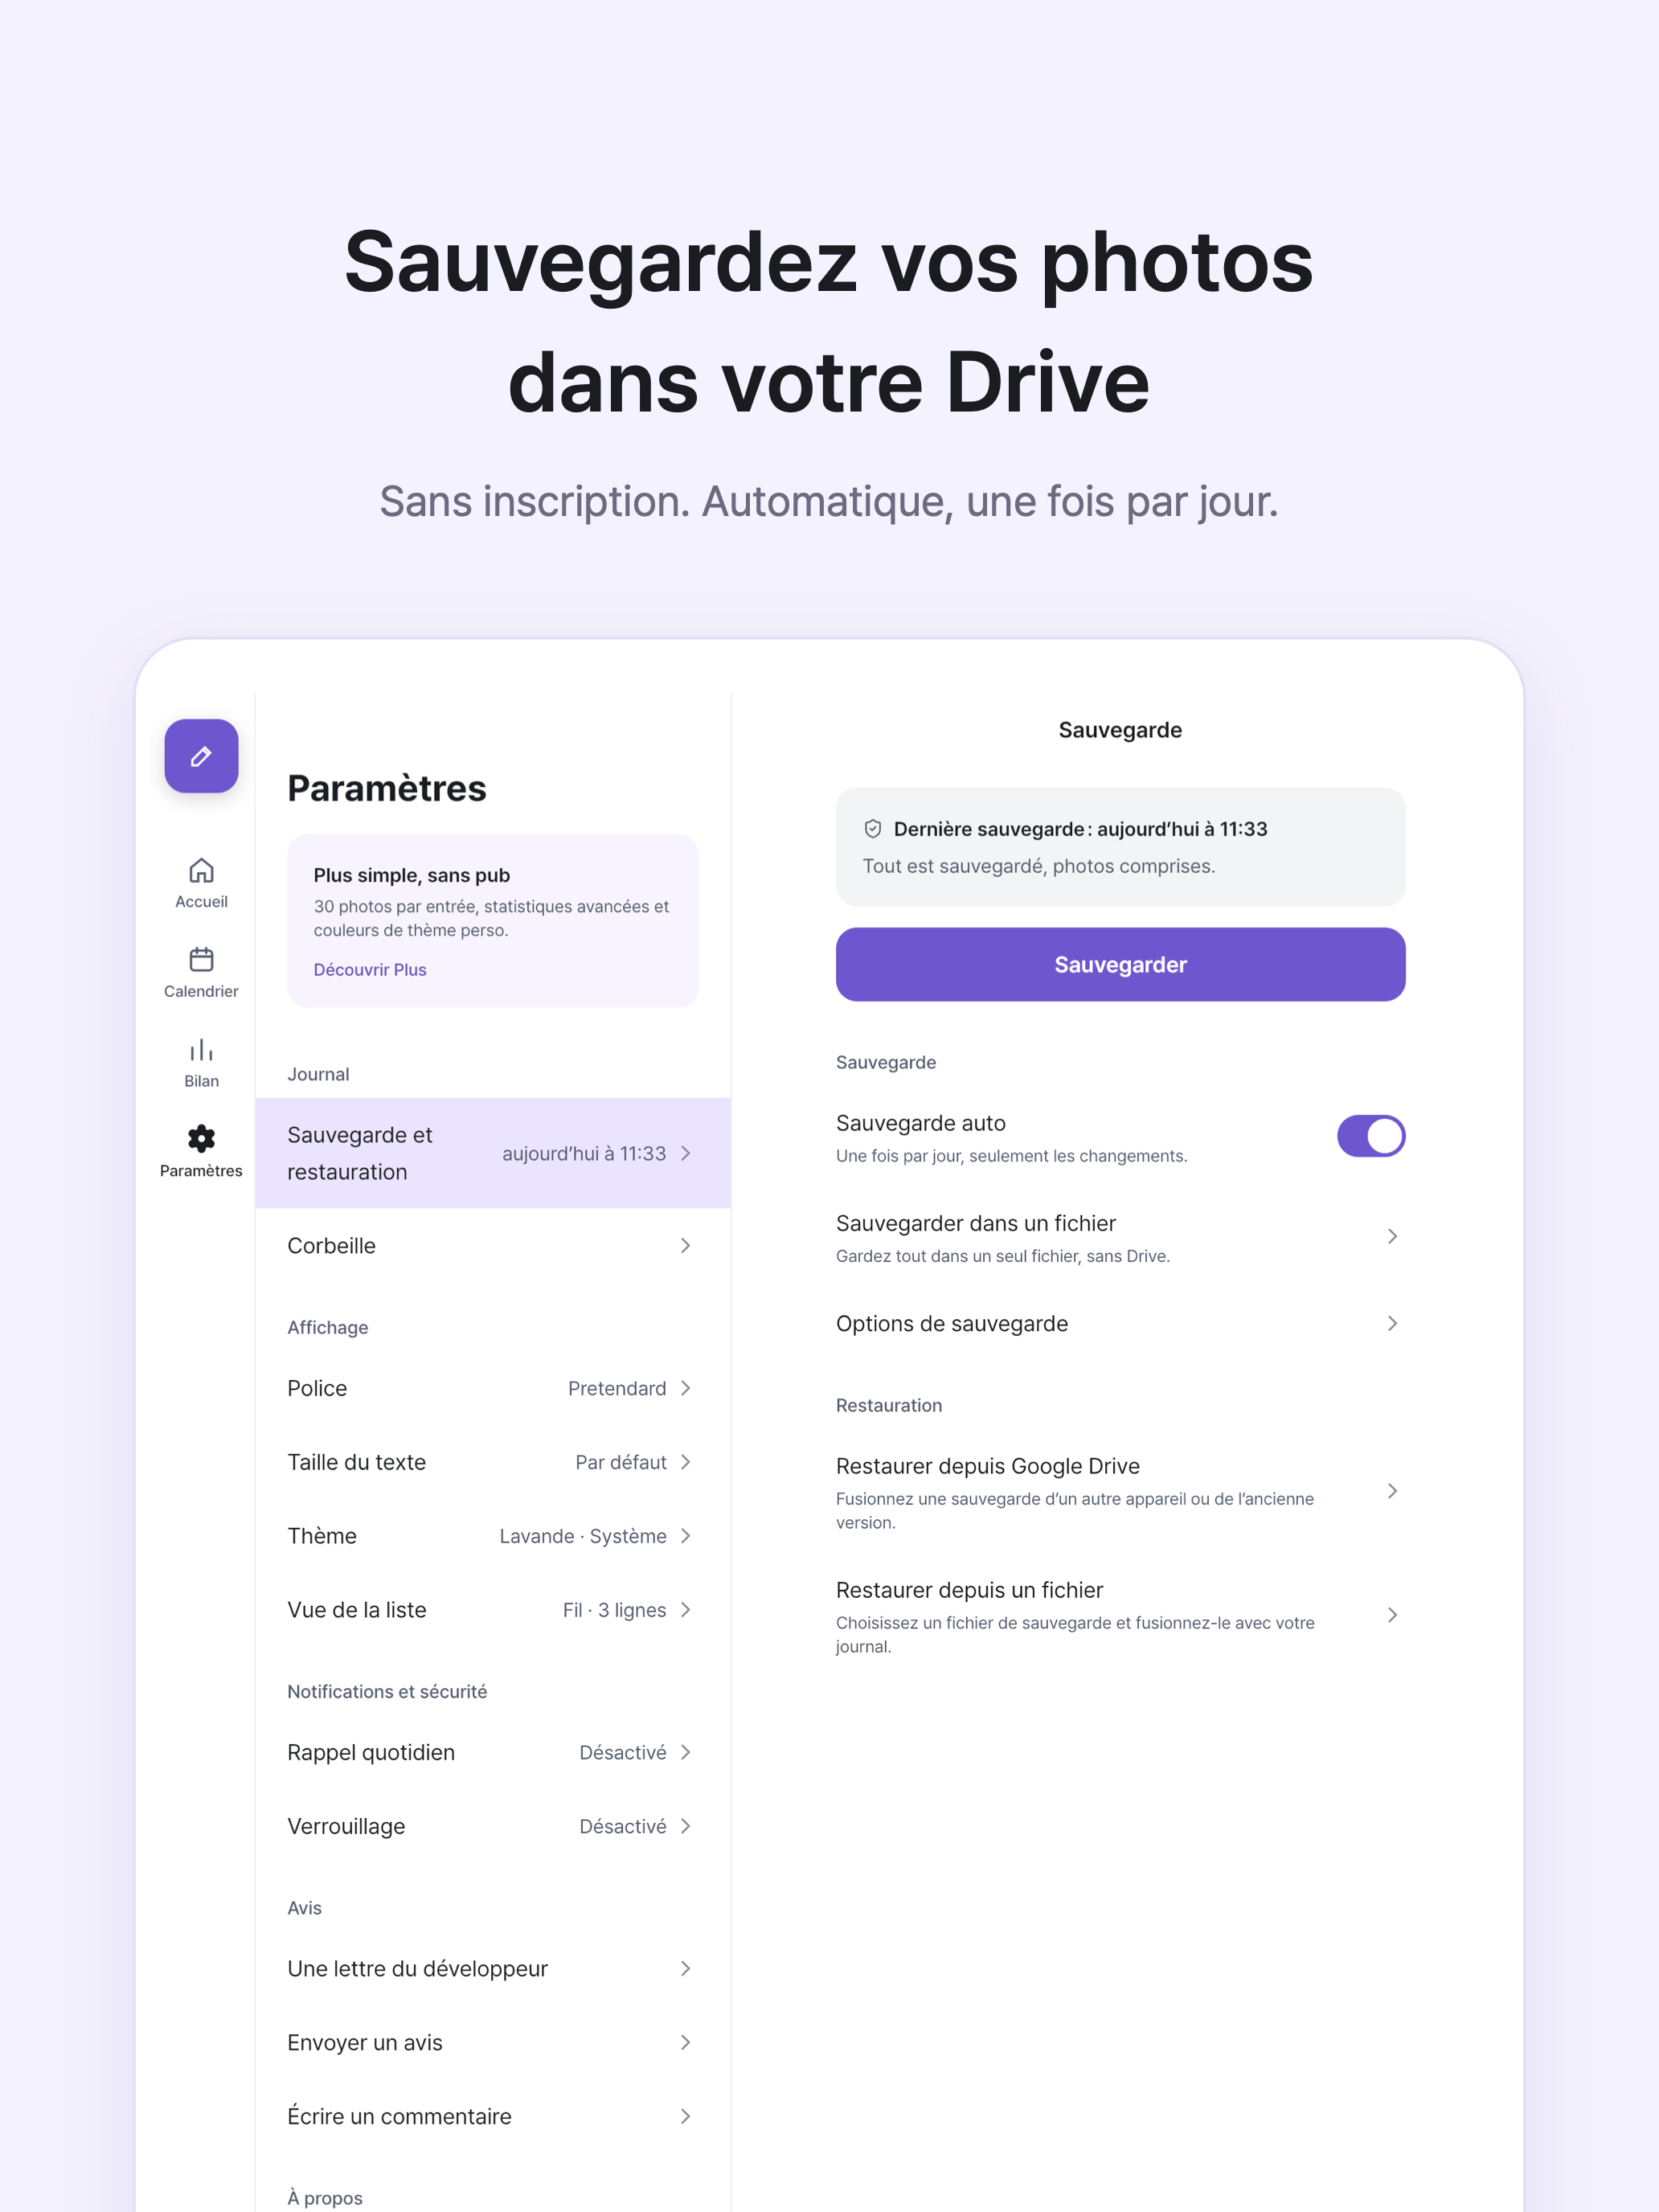 Sauvegardez vos photos
dans votre Drive
Sans inscription. Automatique, une fois par jour.
Accueil
Calendrier
Bilan
Paramètres
Paramètres
Plus simple, sans pub
30 photos par entrée, statistiques avancées et
couleurs de thème perso.
Découvrir Plus
Journal
Sauvegarde et
restauration
aujourd’hui à 11:33
Corbeille
Affichage
Police
Pretendard
Taille du texte
Par défaut
Thème
Lavande · Système
Vue de la liste
Fil · 3 lignes
Notifications et sécurité
Rappel quotidien
Désactivé
Verrouillage
Désactivé
Avis
Une lettre du développeur
Envoyer un avis
Écrire un commentaire
À propos
Sauvegarde
Dernière sauvegarde : aujourd’hui à 11:33
Tout est sauvegardé, photos comprises.
Sauvegarder
Sauvegarde
Sauvegarde auto
Une fois par jour, seulement les changements.
Sauvegarder dans un fichier
Gardez tout dans un seul fichier, sans Drive.
Options de sauvegarde
Restauration
Restaurer depuis Google Drive
Fusionnez une sauvegarde d’un autre appareil ou de l’ancienne
version.
Restaurer depuis un fichier
Choisissez un fichier de sauvegarde et fusionnez-le avec votre
journal.